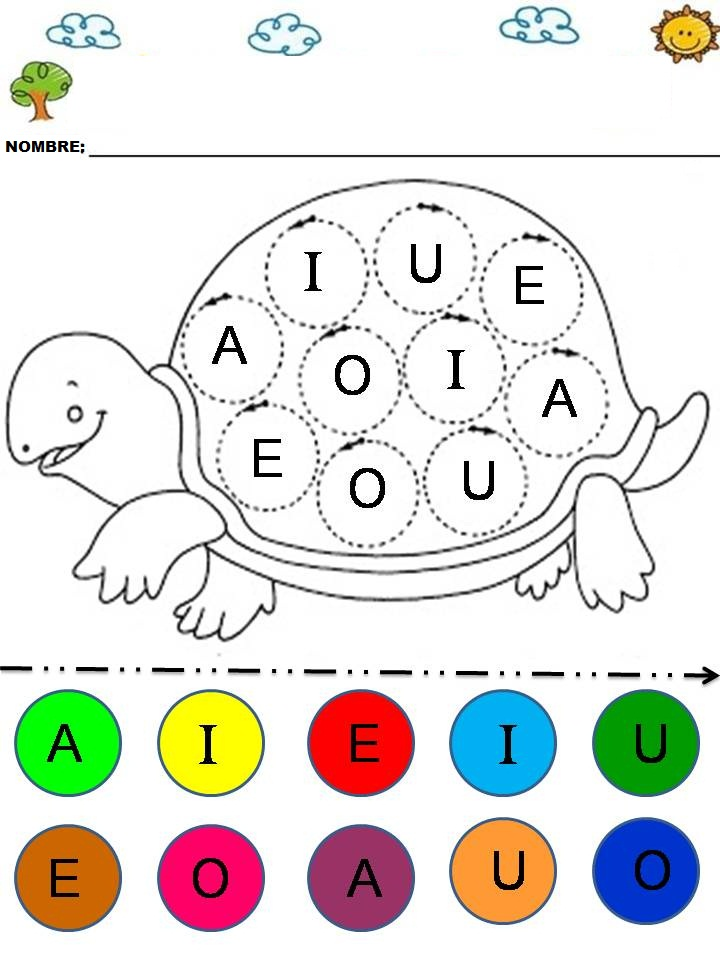 NOMBRE;
I U E
A O I A
E O U
A I E I U
E O A U O